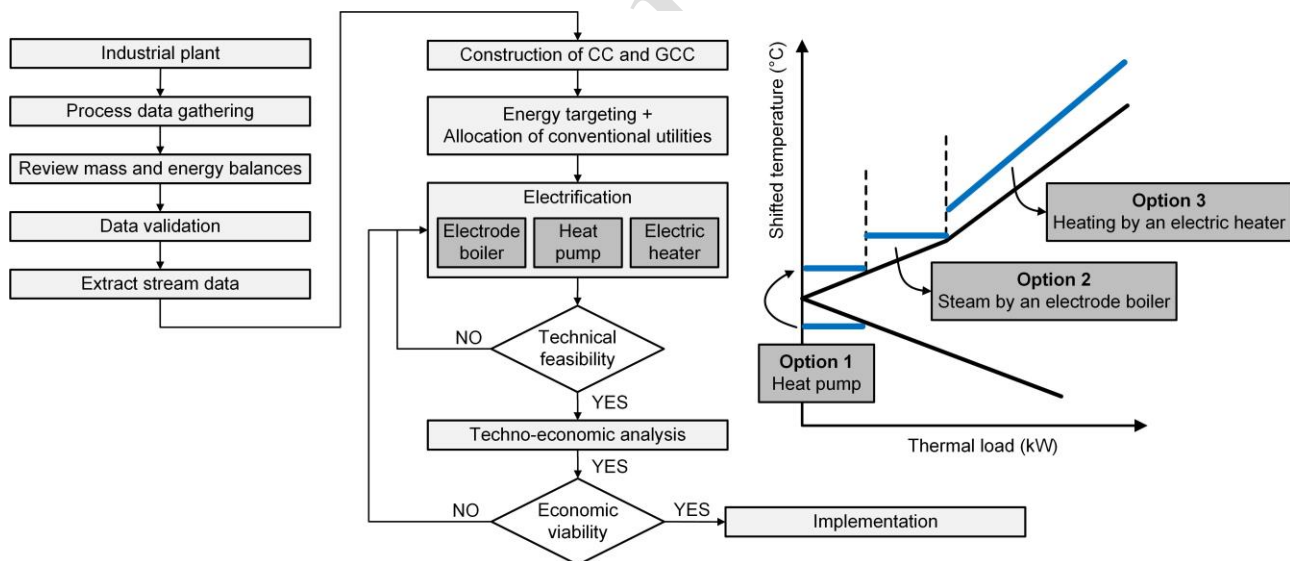 Industrial plant
Process data gathering
Review mass and energy balances
Data validation
Extract stream data
Construction of CC and GCC
Energy targeting +
Allocation of conventional utilities
Electrification
Electrode
boiler
Heat
pump
Electric
heater
NO
Technical
feasibility
YES
Techno-economic analysis
YES
NO
Economic
viability
YES
Implementation
Shifted temperature (°C)
Option 3
Heating by an electric heater
Option 2
Steam by an electrode boiler
Option 1
Heat pump
Thermal load (kW)